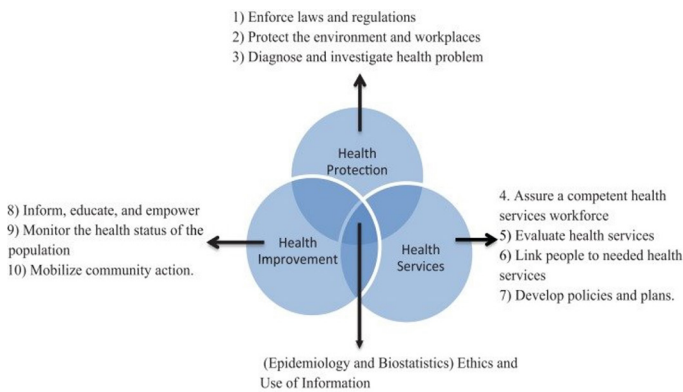 1) Enforce laws and regulations
2) Protect the environment and workplaces
3) Diagnose and investigate health problem
Health
Protection
8) Inform, educate, and empower
9) Monitor the health status of the
population
10) Mobilize community action.
Health
Improvement
Health
Services
4. Assure a competent health
services workforce
5) Evaluate health services
6) Link people to needed health
services
7) Develop policies and plans.
(Epidemiology and Biostatistics) Ethics and
Use of Information